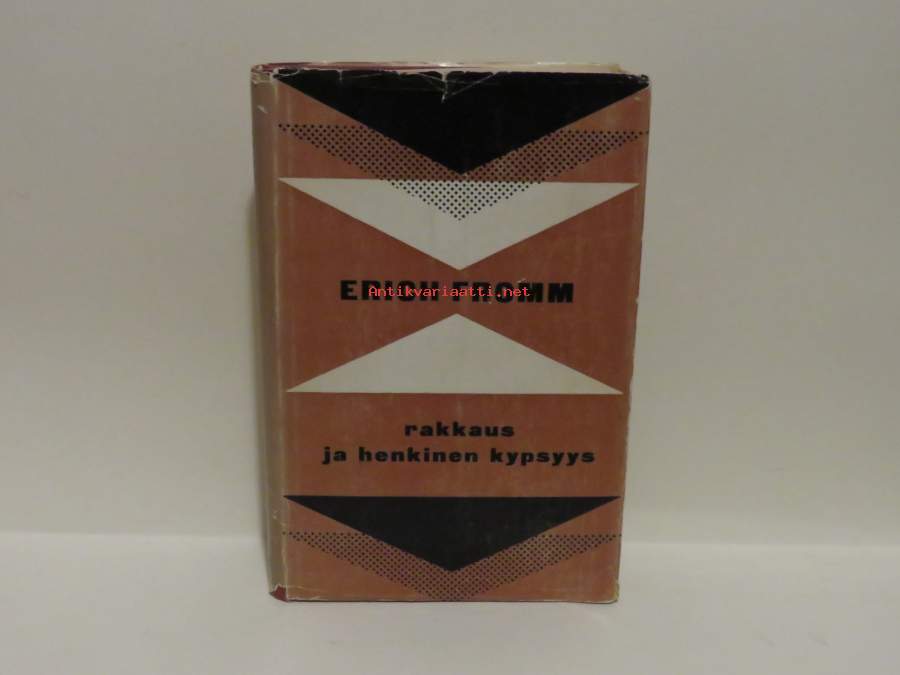 ERICH FROMM
Antikvariaatti.net
rakkaus
ja henkinen kypsyys